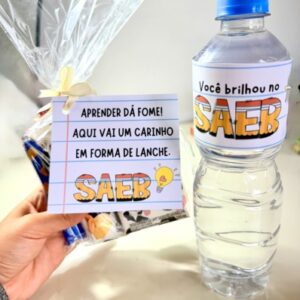 APRENDER DÁ FOME!
AQUI VAI UM CARINHO
EM FORMA DE LANCHE.
SAEB
Você brilhou no
SAEB